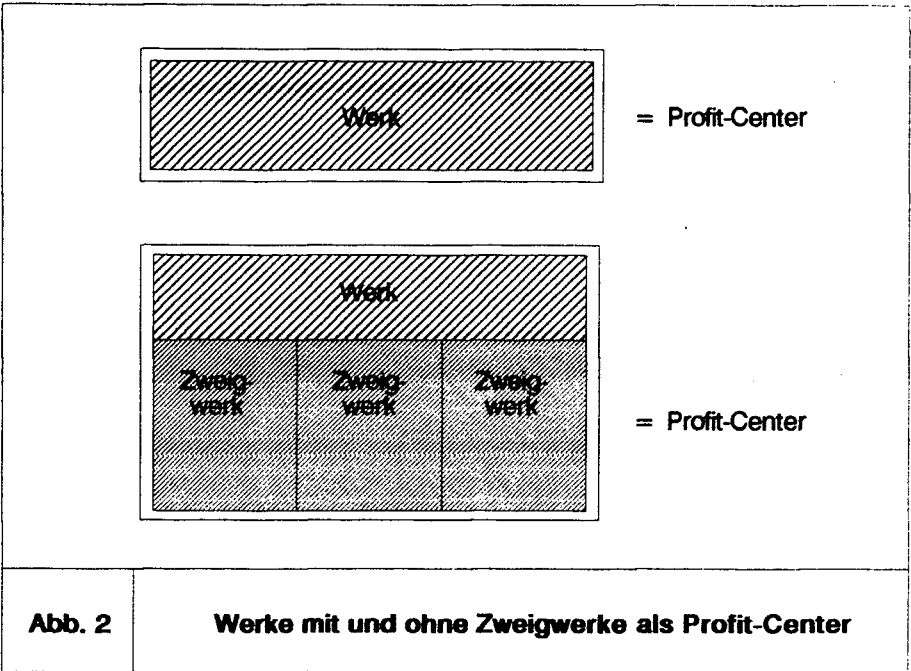 Werk
= Profit-Center
Werk
Zweig-
werk
Zweig-
werk
Zweig-
werk
= Profit-Center
Abb. 2
Werke mit und ohne Zweigwerke als Profit-Center